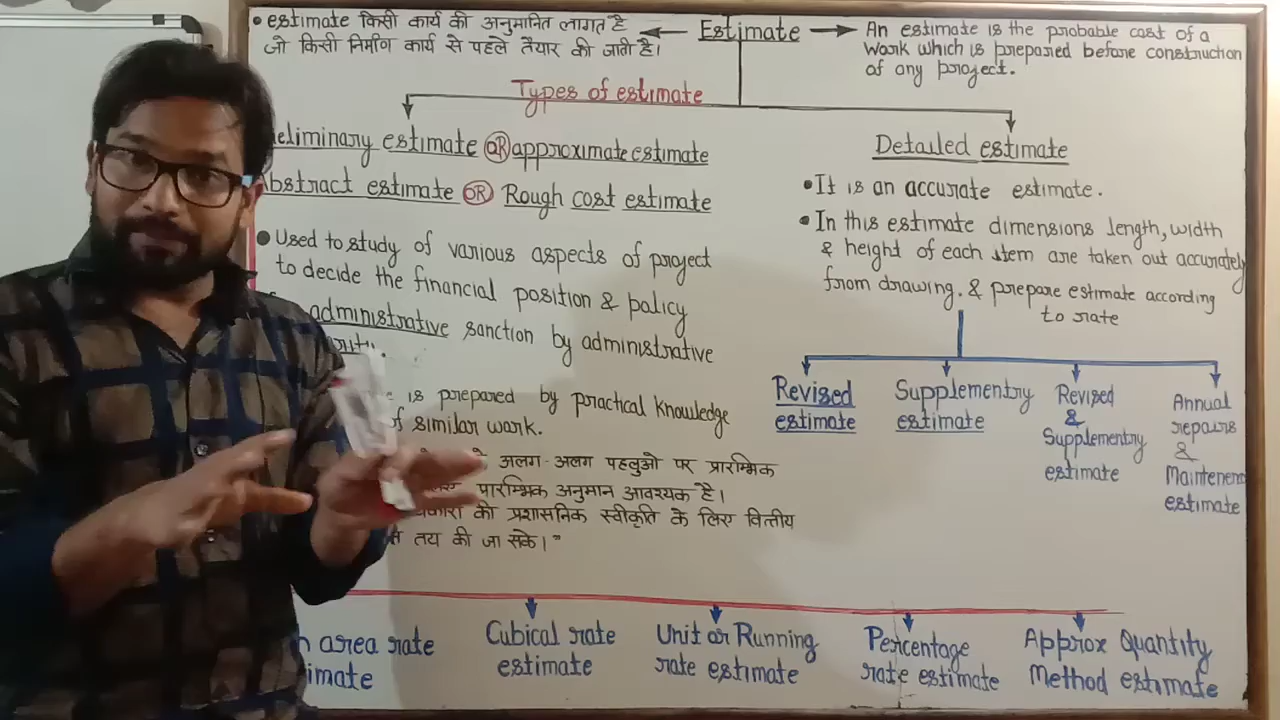 • estimate किसी कार्य की अनुमानित लागत है
जो किसी निर्माण कार्य से पहले तैयार की जाती है।
Estimate
An estimate is the probable cost of a
work which is prepared before construction
of any project.
Types of estimate
eliminary estimate OR approximate estimate
bstract estimate OR Rough cost estimate
• Used to study of various aspects of project
to decide the financial position & policy
administrative sanction by administrative
is prepared by practical knowledge
of similar work.
अलग-अलग पहलुओ पर प्रारम्भिक
पारम्भिक अनुमान आवश्यक है।
को प्रशासनिक स्वीकृति के लिए वित्तीय
तय की जा सके।"
Detailed estimate
• It is an accurate estimate.
• In this estimate dimensions length, width
& height of each item are taken out accurately
from drawing. & prepare estimate according
to rate
Revised
estimate
Supplementry
estimate
Revised
&
Supplementry
estimate
Annual
repairs
&
Maintenenc
estimate
area rate
imate
Cubical rate
estimate
Unit or Running
rate estimate
Percentage
rate estimate
Approx Quantity
Method estimate